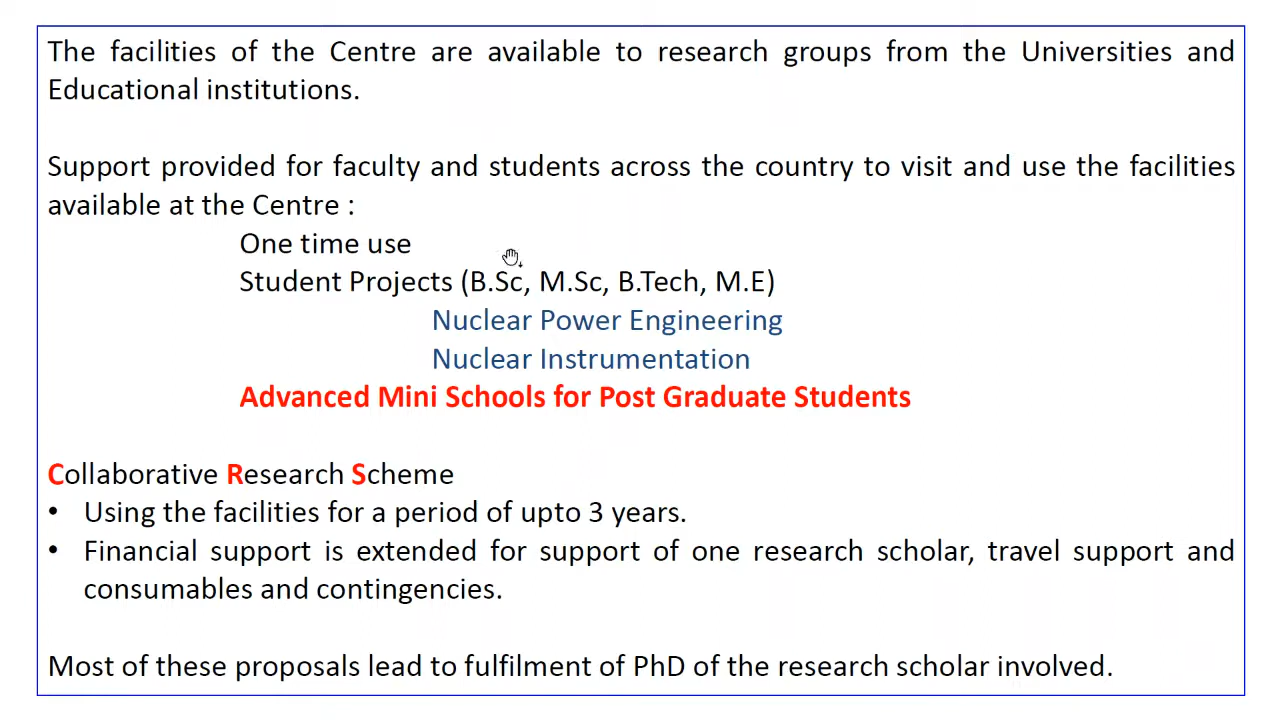 The facilities of the Centre are available to research groups from the Universities and
Educational institutions.
Support provided for faculty and students across the country to visit and use the facilities
available at the Centre :
One time use
Student Projects (B.Sc, M.Sc, B.Tech, M.E)
Nuclear Power Engineering
Nuclear Instrumentation
Advanced Mini Schools for Post Graduate Students
Collaborative Research Scheme
• Using the facilities for a period of upto 3 years.
• Financial support is extended for support of one research scholar, travel support and
consumables and contingencies.
Most of these proposals lead to fulfilment of PhD of the research scholar involved.